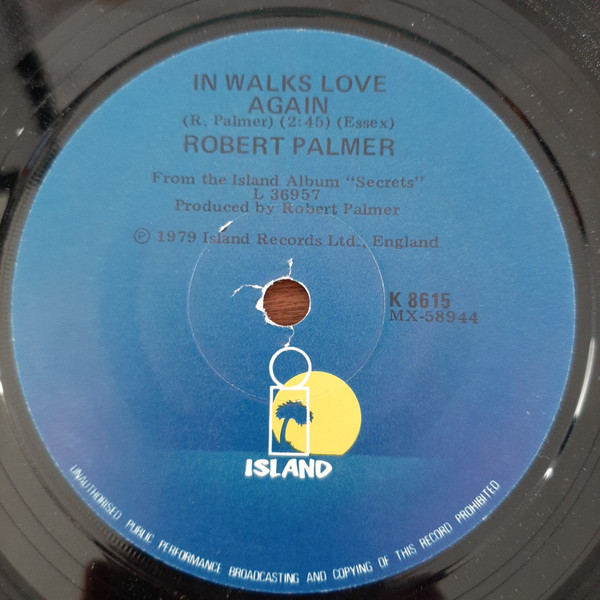 IN WALKS LOVE
AGAIN
(R. Palmer) (2:45) (Essex)
ROBERT PALMER
From the Island Album "Secrets"
L 36957
Produced by Robert Palmer
℗ 1979 Island Records Ltd., England
K 8615
MX-58944
ISLAND
UNAUTHORISED PUBLIC PERFORMANCE BROADCASTING AND COPYING OF THIS RECORD PROHIBITED